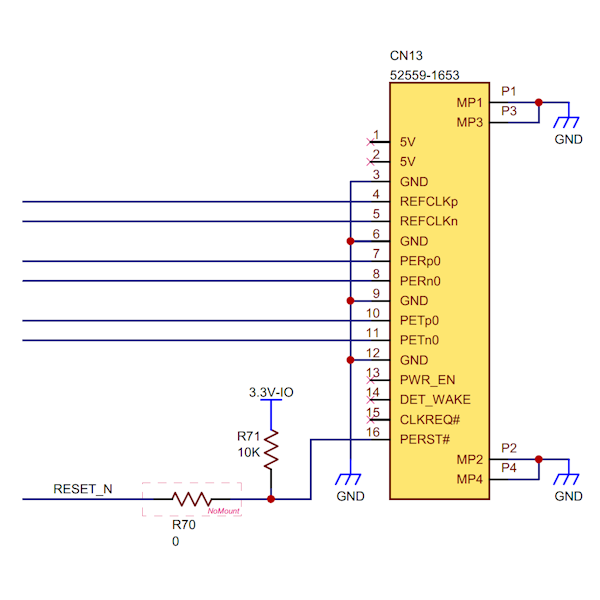 CN13
52559-1653
MP1 P1
MP3 P3
GND
1 5V
2 5V
3 GND
4 REFCLKp
5 REFCLKn
6 GND
7 PERp0
8 PERn0
9 GND
10 PETp0
11 PETn0
12 GND
13 PWR_EN
14 DET_WAKE
15 CLKREQ#
16 PERST#
3.3V-IO
R71
10K
MP2 P2
MP4 P4
GND
GND
RESET_N
NoMount
R70
0